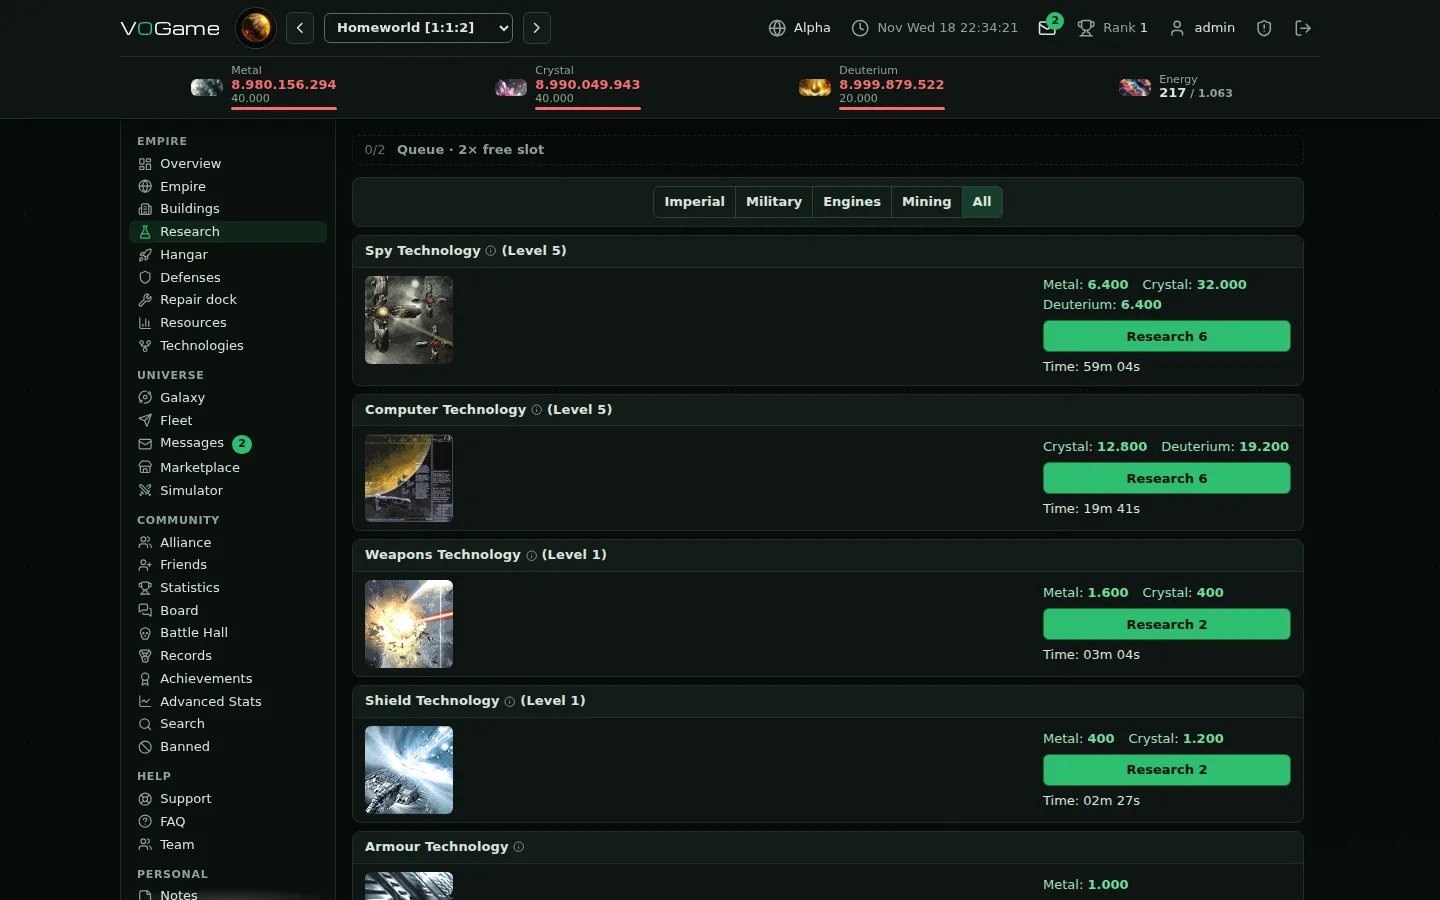 VOGame
Homeworld [1:1:2]
Alpha
Nov Wed 18 22:34:21
2
Rank 1
admin
Metal
8.980.156.294
40.000
Crystal
8.990.049.943
40.000
Deuterium
8.999.879.522
20.000
Energy
217 / 1.063
EMPIRE
Overview
Empire
Buildings
Research
Hangar
Defenses
Repair dock
Resources
Technologies
UNIVERSE
Galaxy
Fleet
Messages 2
Marketplace
Simulator
COMMUNITY
Alliance
Friends
Statistics
Board
Battle Hall
Records
Achievements
Advanced Stats
Search
Banned
HELP
Support
FAQ
Team
PERSONAL
Notes
0/2 Queue · 2× free slot
Imperial Military Engines Mining All
Spy Technology (Level 5)
Metal: 6.400 Crystal: 32.000
Deuterium: 6.400
Research 6
Time: 59m 04s
Computer Technology (Level 5)
Crystal: 12.800 Deuterium: 19.200
Research 6
Time: 19m 41s
Weapons Technology (Level 1)
Metal: 1.600 Crystal: 400
Research 2
Time: 03m 04s
Shield Technology (Level 1)
Metal: 400 Crystal: 1.200
Research 2
Time: 02m 27s
Armour Technology
Metal: 1.000